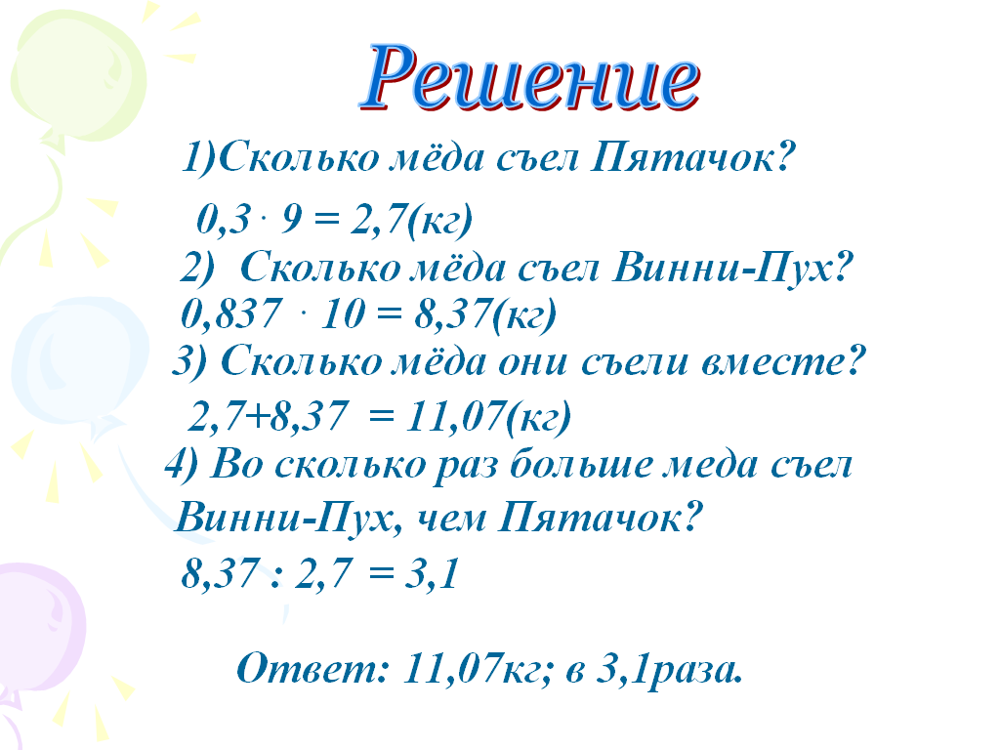 Решение
1)Сколько мёда съел Пятачок?
0,3 · 9 = 2,7(кг)
2) Сколько мёда съел Винни-Пух?
0,837 · 10 = 8,37(кг)
3) Сколько мёда они съели вместе?
2,7+8,37 = 11,07(кг)
4) Во сколько раз больше меда съел
Винни-Пух, чем Пятачок?
8,37 : 2,7 = 3,1
Ответ: 11,07кг; в 3,1раза.